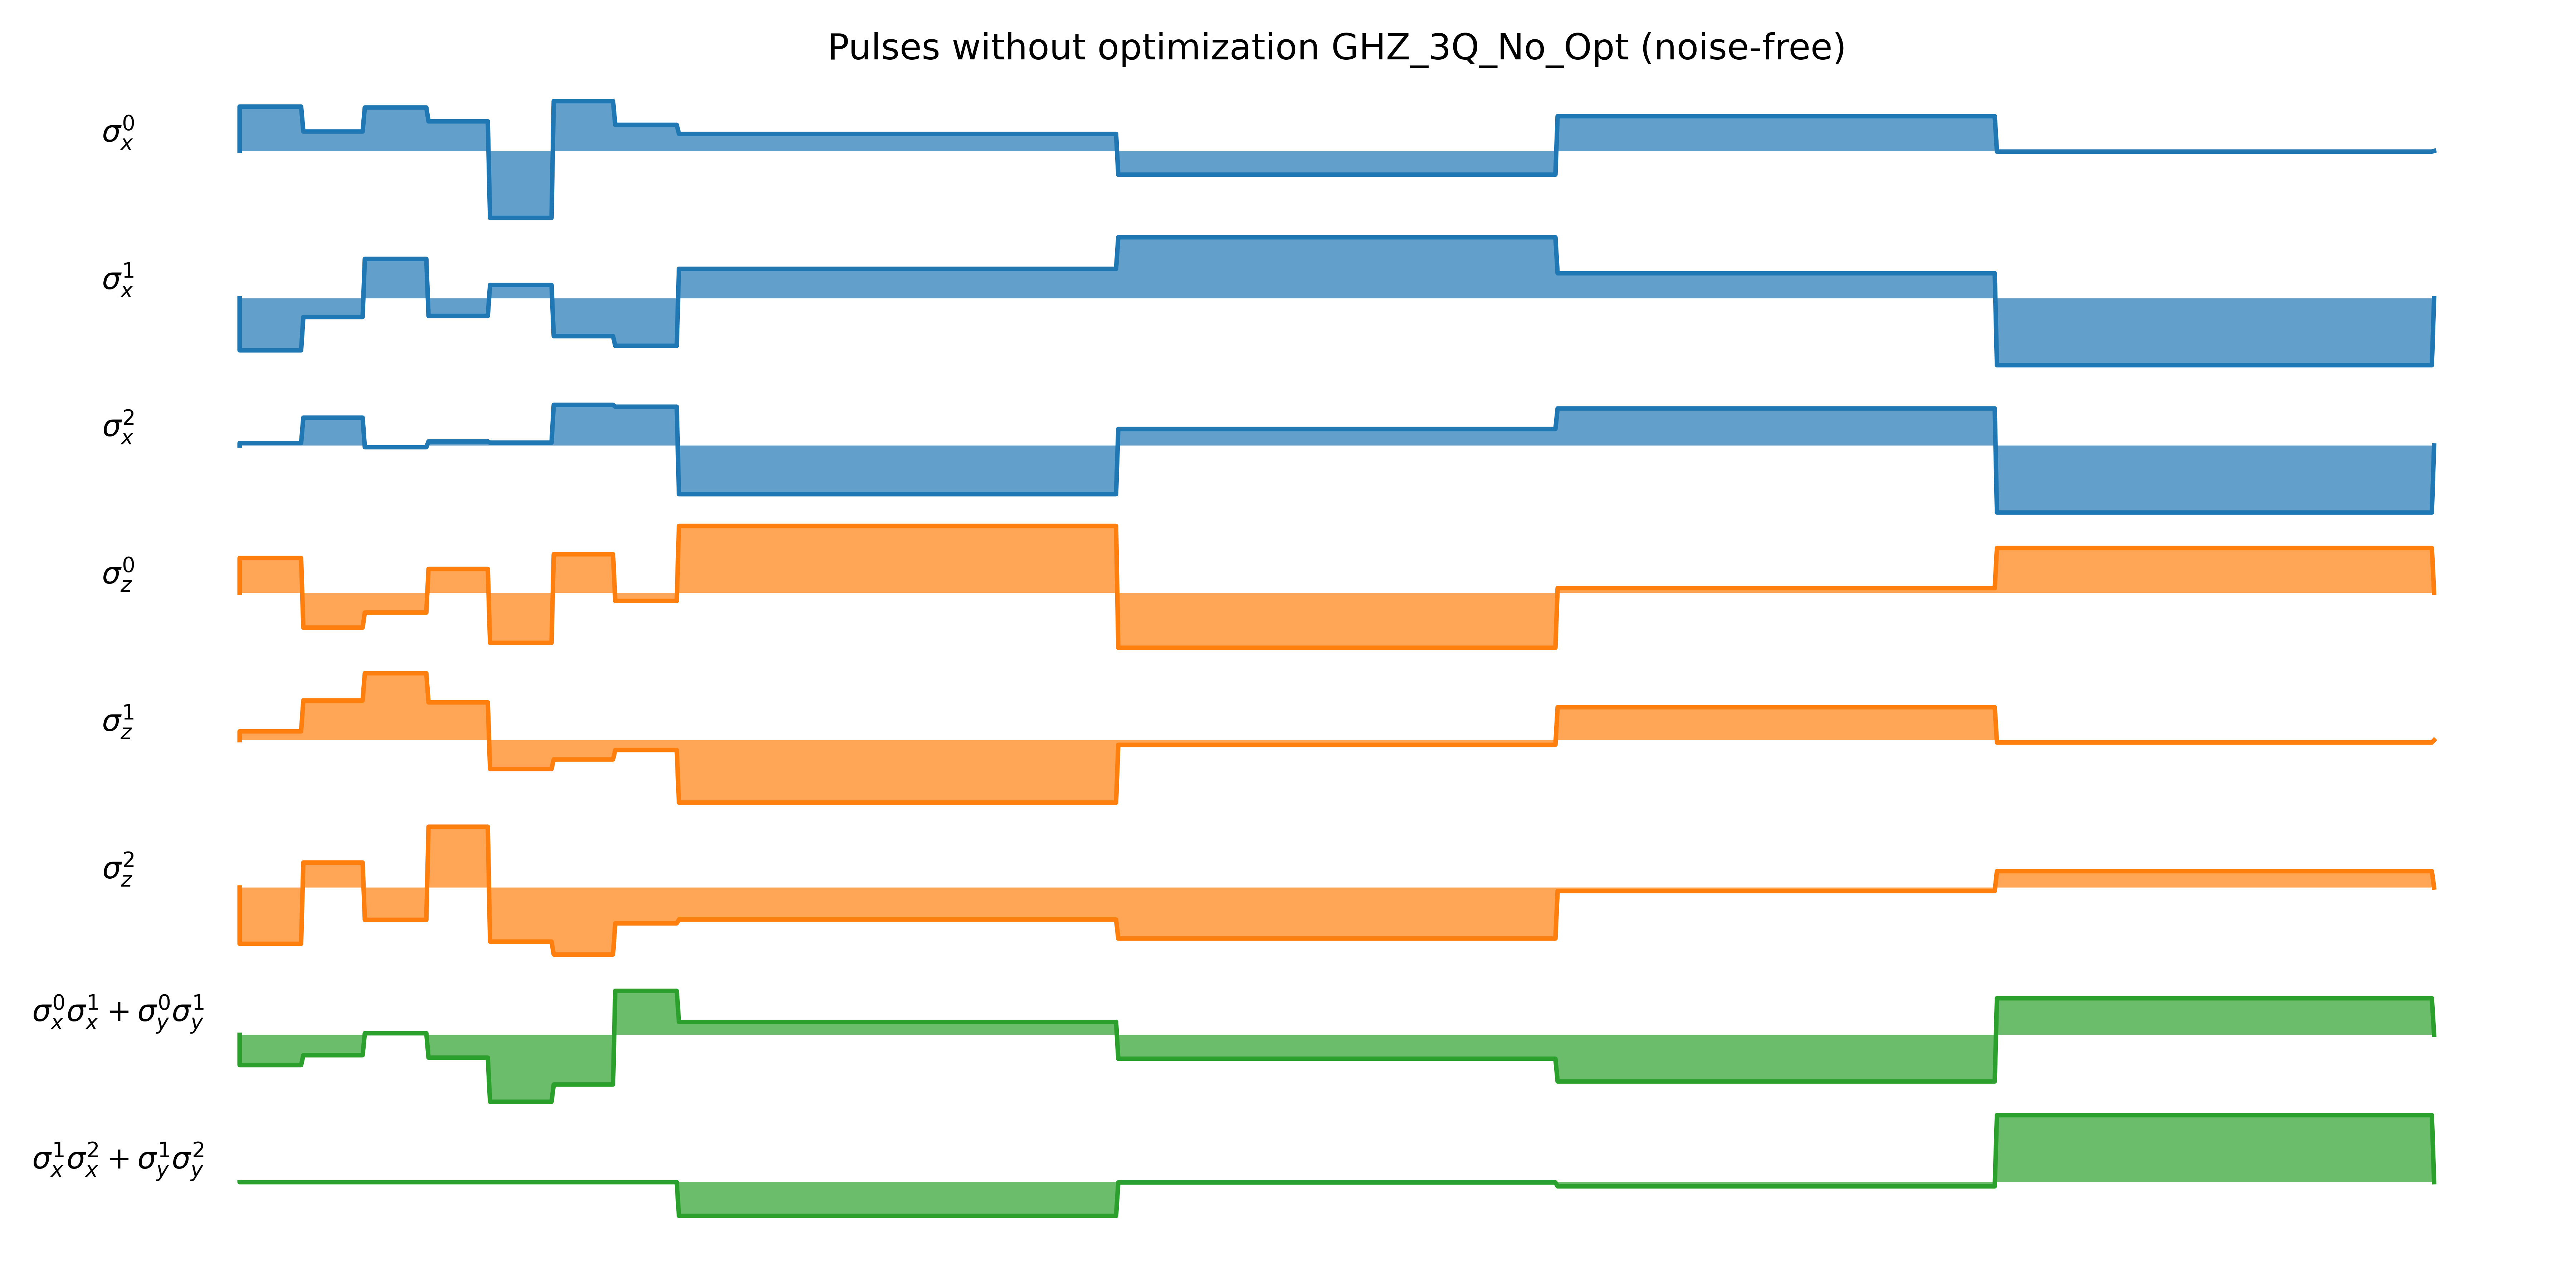 Pulses without optimization GHZ_3Q_No_Opt (noise-free)
σ_x^0
σ_x^1
σ_x^2
σ_z^0
σ_z^1
σ_z^2
σ_x^0σ_x^1 + σ_y^0σ_y^1
σ_x^1σ_x^2 + σ_y^1σ_y^2